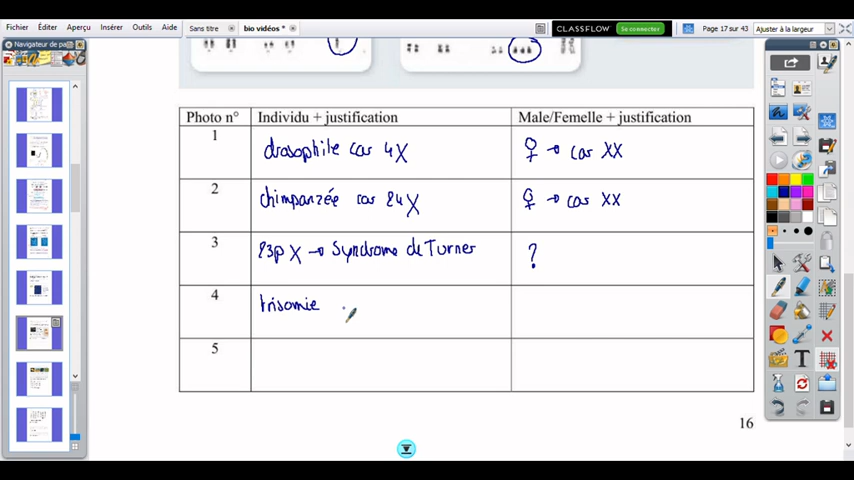 Fichier Éditer Aperçu Insérer Outils Aide Sans titre bio vidéos * CLASSFLOW Se connecter Page 17 sur 43 Ajuster à la largeur
Navigateur de pa
Photo n° Individu + justification Male/Femelle + justification
1 drosophile car 4X ♀ → car XX
2 chimpanzée car 24X ♀ → car XX
3 23p X → Syndrome de Turner ?
4 trisomie
5
16